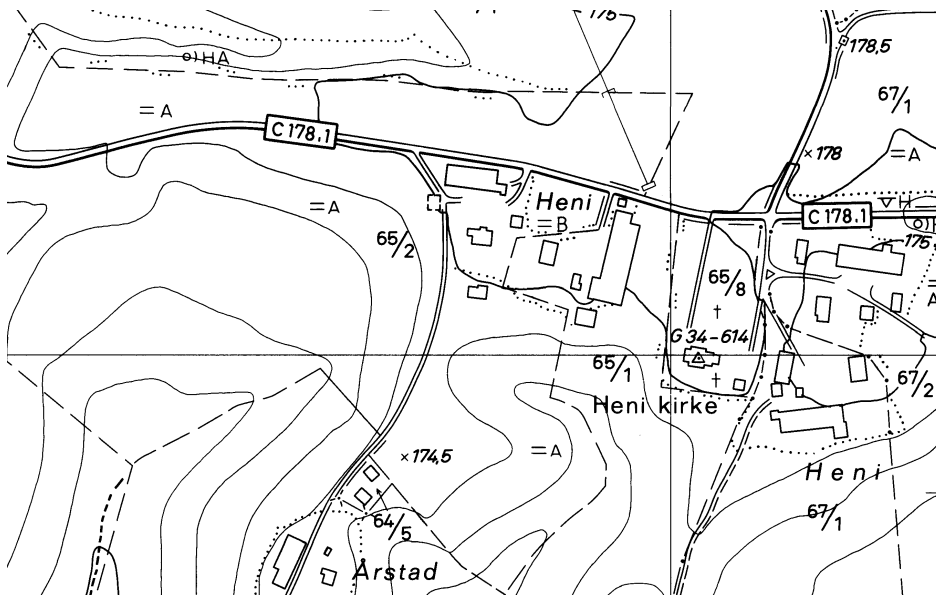 175
HA
178,5
67/1
= A
C 178,1
× 178
= A
Heni
= B
= A
65/2
H
C 178,1
175
65/8
A
G 34-614
65/1
67/2
Heni kirke
× 174,5
= A
Heni
64/5
67/1
Årstad